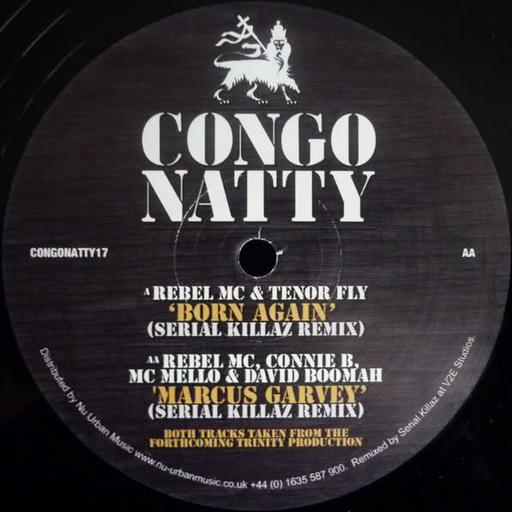 CONGO
NATTY
CONGONATTY17
AA
A REBEL MC & TENOR FLY
‘BORN AGAIN’
(SERIAL KILLAZ REMIX)
AA REBEL MC, CONNIE B,
MC MELLO & DAVID BOOMAH
'MARCUS GARVEY’
(SERIAL KILLAZ REMIX)
BOTH TRACKS TAKEN FROM THE
FORTHCOMING TRINITY PRODUCTION
Distributed by Nu Urban Music www.nu-urbanmusic.co.uk +44 (0) 1635 587 900. Remixed by Serial Killaz at V2E Studios.